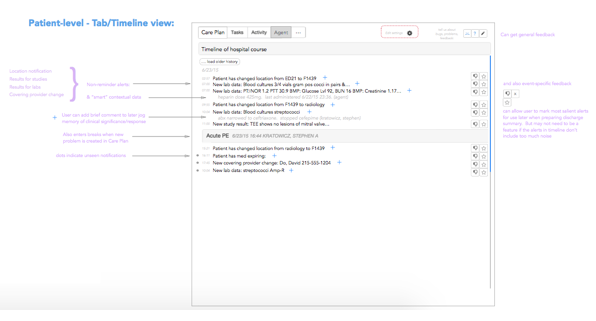 Patient-level - Tab/Timeline view:
Care Plan Tasks Activity Agent ...
Can get general feedback
Timeline of hospital course
... load older history
6/23/15
Location notification
Results for studies
Results for labs
Covering provider change
Non-reminder alerts
& "smart" contextual data
+ User can add brief comment to later jog
memory of clinical significance/response
Also enters breaks when new
problem is created in Care Plan
dots indicate unseen notifications
Patient has changed location from ED21 to F1439 +
New lab data: Blood cultures 3/4 vials gram pos cocci in pairs &... +
New lab data: PT/INR 1.2 PTT 30.9 BMP: Glucose Lvl 92, BUN 16 BMP: Creatinine 1.17... +
Patient has changed location from F1439 to radiology +
New lab data: Blood cultures streptococci +
New study result: TEE shows no lesions of mitral valve...
Acute PE 6/23/15 16:44 KRATOWICZ, STEPHEN A
Patient has changed location from radiology to F1439 +
Patient has med expiring: +
New covering provider change: Do, David 215-555-1204 +
New lab data: streptococci Amp-R +
and also event-specific feedback
can allow user to mark most salient alerts
for use later when preparing discharge
summary. But may not need to be a
feature if the alerts in timeline don't
include too much noise